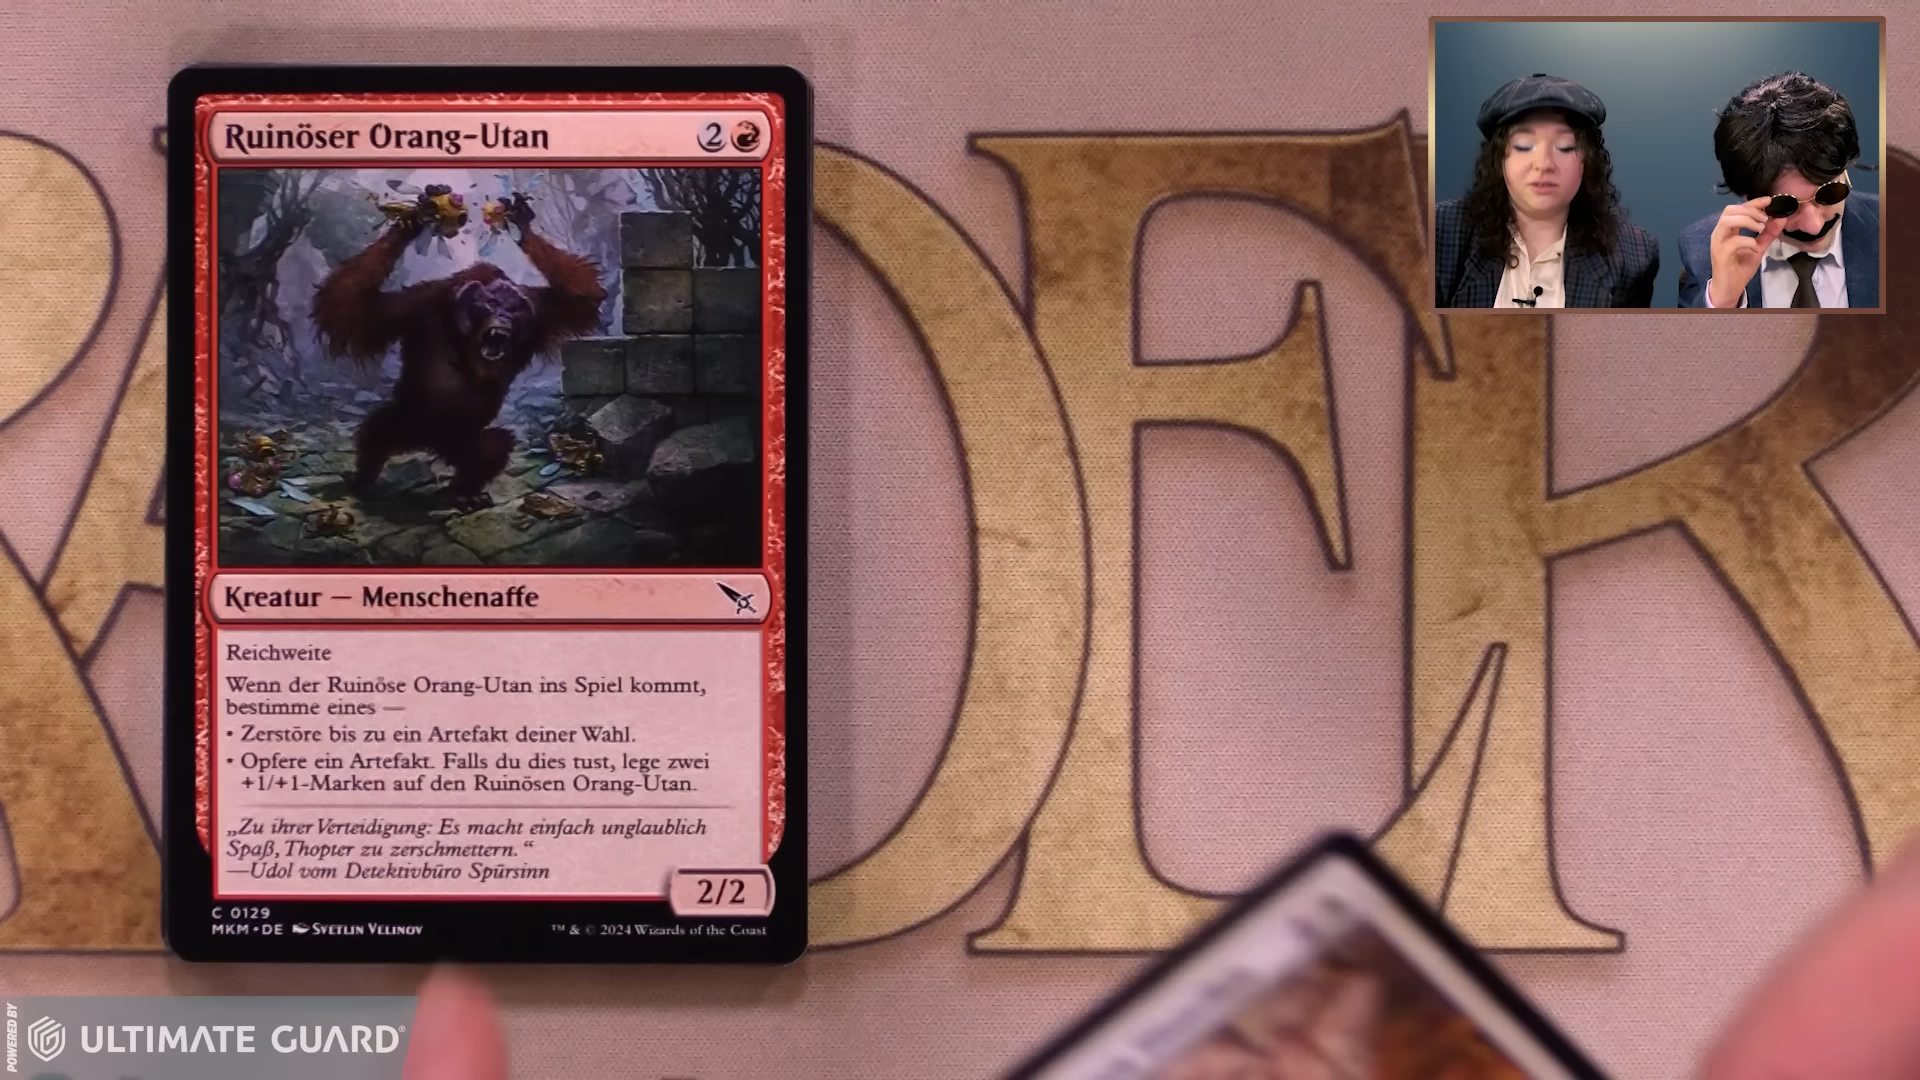 Ruinöser Orang-Utan
2
Kreatur — Menschenaffe
Reichweite
Wenn der Ruinöse Orang-Utan ins Spiel kommt,
bestimme eines —
• Zerstöre bis zu ein Artefakt deiner Wahl.
• Opfere ein Artefakt. Falls du dies tust, lege zwei
+1/+1-Marken auf den Ruinösen Orang-Utan.
„Zu ihrer Verteidigung: Es macht einfach unglaublich
Spaß, Thopter zu zerschmettern.“
—Udol vom Detektivbüro Spürsinn
2/2
C 0129
MKM • DE SVETLIN VELINOV
™ & © 2024 Wizards of the Coast
DER
POWERED BY
ULTIMATE GUARD®